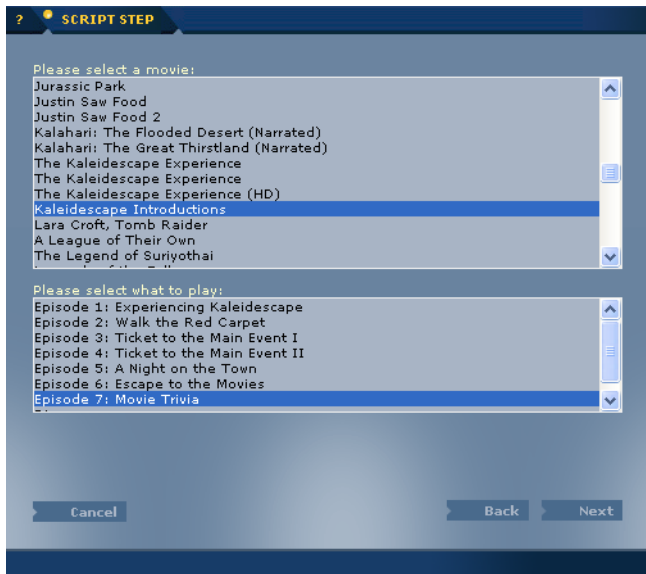 ? SCRIPT STEP
Please select a movie:
Jurassic Park
Justin Saw Food
Justin Saw Food 2
Kalahari: The Flooded Desert (Narrated)
Kalahari: The Great Thirstland (Narrated)
The Kaleidescape Experience
The Kaleidescape Experience
The Kaleidescape Experience (HD)
Kaleidescape Introductions
Lara Croft, Tomb Raider
A League of Their Own
The Legend of Suriyothai
Please select what to play:
Episode 1: Experiencing Kaleidescape
Episode 2: Walk the Red Carpet
Episode 3: Ticket to the Main Event I
Episode 4: Ticket to the Main Event II
Episode 5: A Night on the Town
Episode 6: Escape to the Movies
Episode 7: Movie Trivia
Cancel Back Next